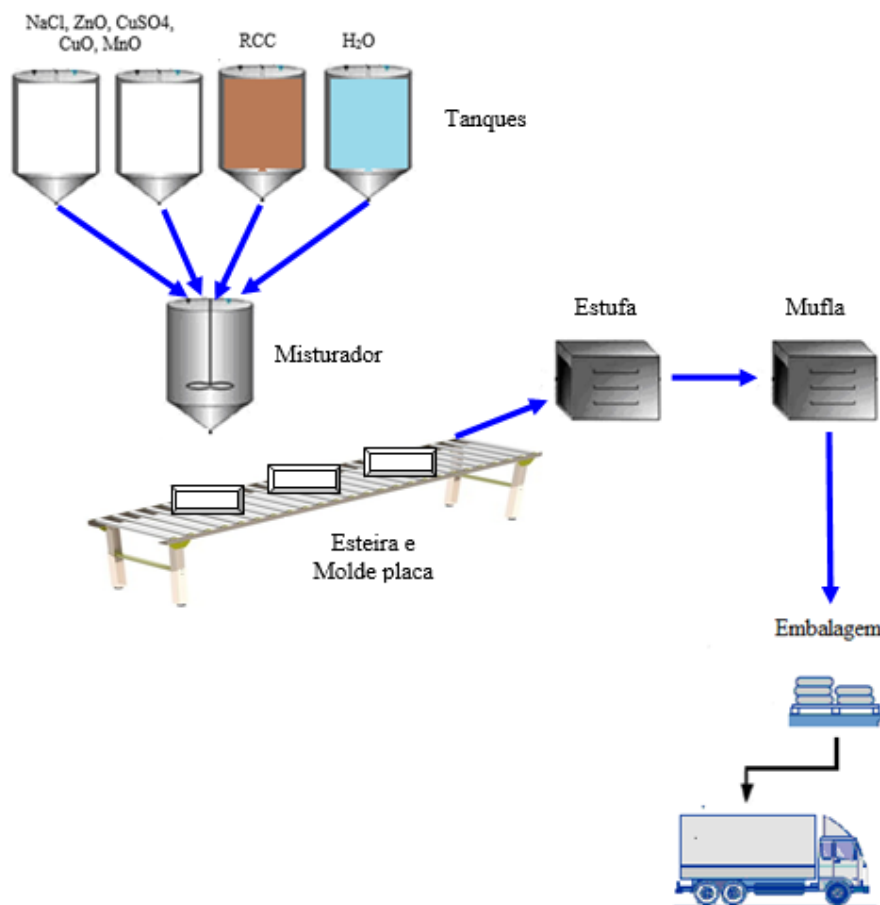 NaCl, ZnO, CuSO4,
CuO, MnO
RCC
H₂O
Tanques
Misturador
Estufa
Mufla
Esteira e
Molde placa
Embalagem